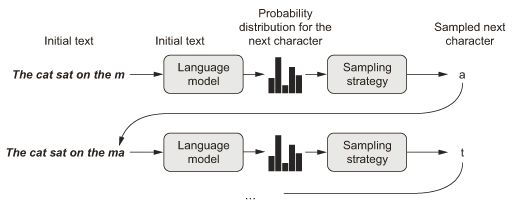 Initial text
Initial text
Probability
distribution for the
next character
Sampled next
character
The cat sat on the m
Language
model
Sampling
strategy
a
The cat sat on the ma
Language
model
Sampling
strategy
t
...